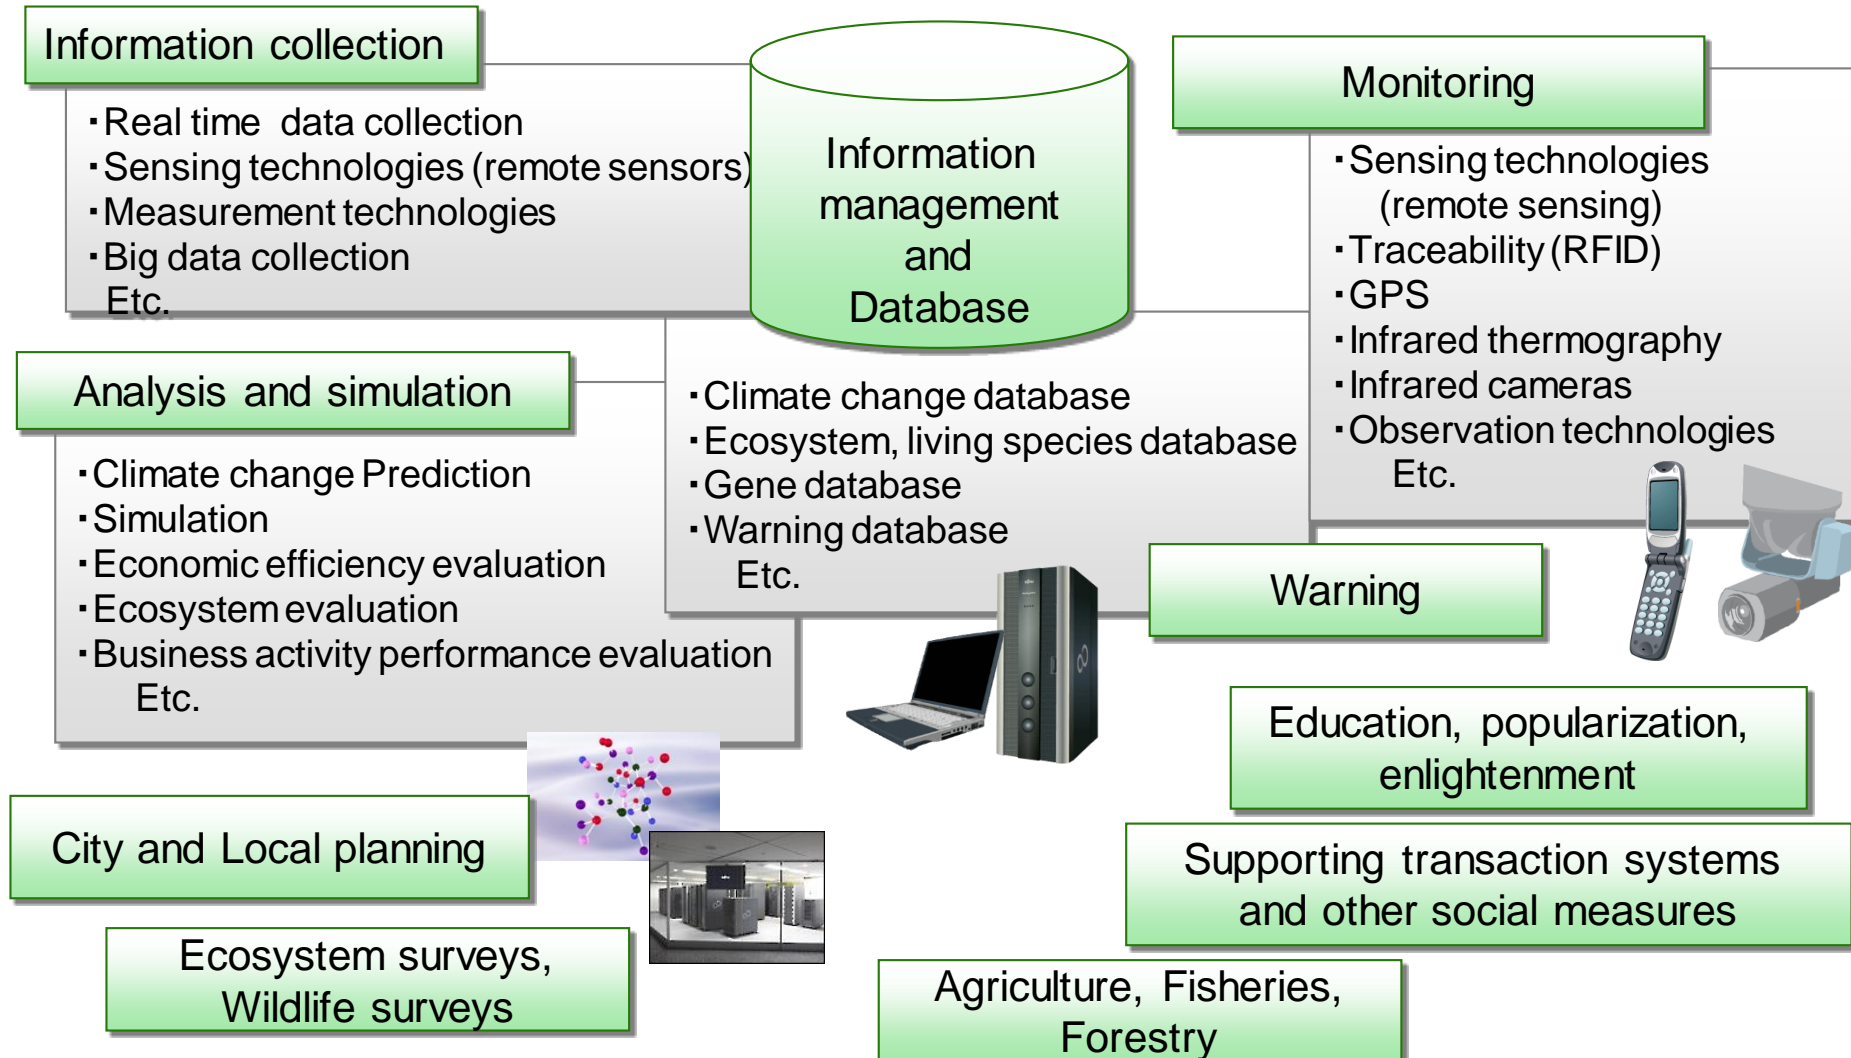 Information collection
・Real time data collection
・Sensing technologies (remote sensors)
・Measurement technologies
・Big data collection
Etc.
Information
management
and
Database
・Climate change database
・Ecosystem, living species database
・Gene database
・Warning database
Etc.
Monitoring
・Sensing technologies
(remote sensing)
・Traceability (RFID)
・GPS
・Infrared thermography
・Infrared cameras
・Observation technologies
Etc.
Analysis and simulation
・Climate change Prediction
・Simulation
・Economic efficiency evaluation
・Ecosystem evaluation
・Business activity performance evaluation
Etc.
Warning
Education, popularization,
enlightenment
City and Local planning
Supporting transaction systems
and other social measures
Ecosystem surveys,
Wildlife surveys
Agriculture, Fisheries,
Forestry